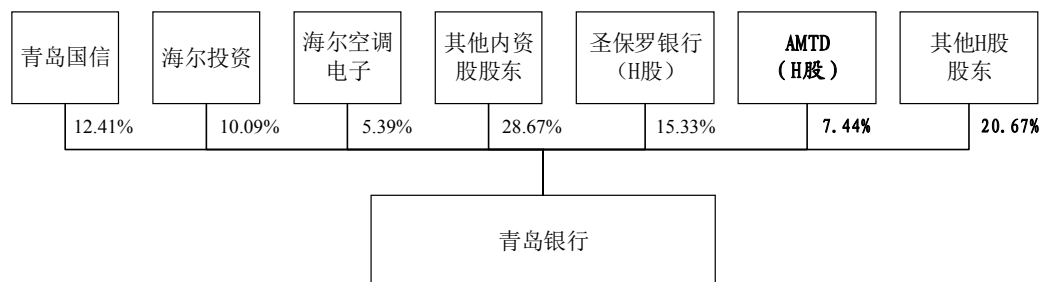 青岛国信
海尔投资
海尔空调
电子
其他内资
股股东
圣保罗银行
（H股）
AMTD
（H股）
其他H股
股东
12.41%
10.09%
5.39%
28.67%
15.33%
7.44%
20.67%
青岛银行